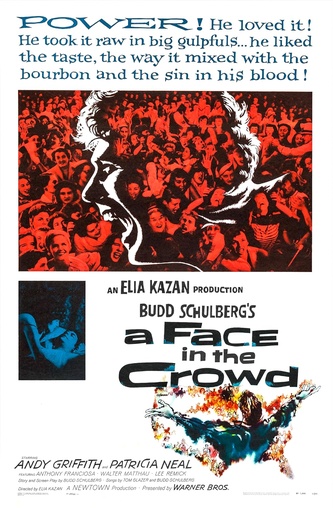 POWER! He loved it!
He took it raw in big gulpfuls...he liked
the taste, the way it mixed with the
bourbon and the sin in his blood!
AN ELIA KAZAN PRODUCTION
BUDD SCHULBERG'S
a Face
in the
Crowd
STARRING
ANDY GRIFFITH AND PATRICIA NEAL
FEATURING ANTHONY FRANCIOSA · WALTER MATTHAU · LEE REMICK
Story and Screen Play by BUDD SCHULBERG · Songs by TOM GLAZER and BUDD SCHULBERG
Directed by ELIA KAZAN · A NEWTOWN Production · Presented by WARNER BROS.